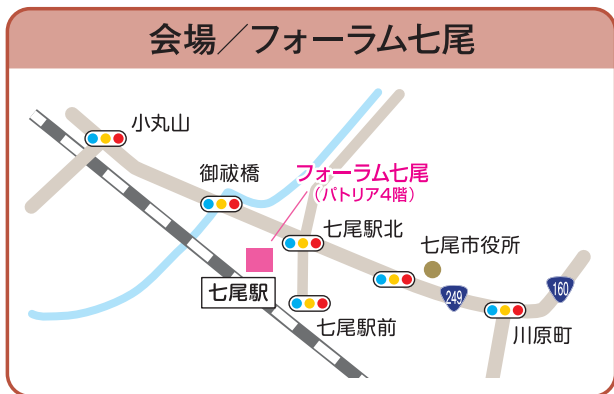 会場／フォーラム七尾
小丸山
御祓橋
フォーラム七尾
（パトリア4階）
七尾駅北
七尾市役所
七尾駅
249
160
七尾駅前
川原町